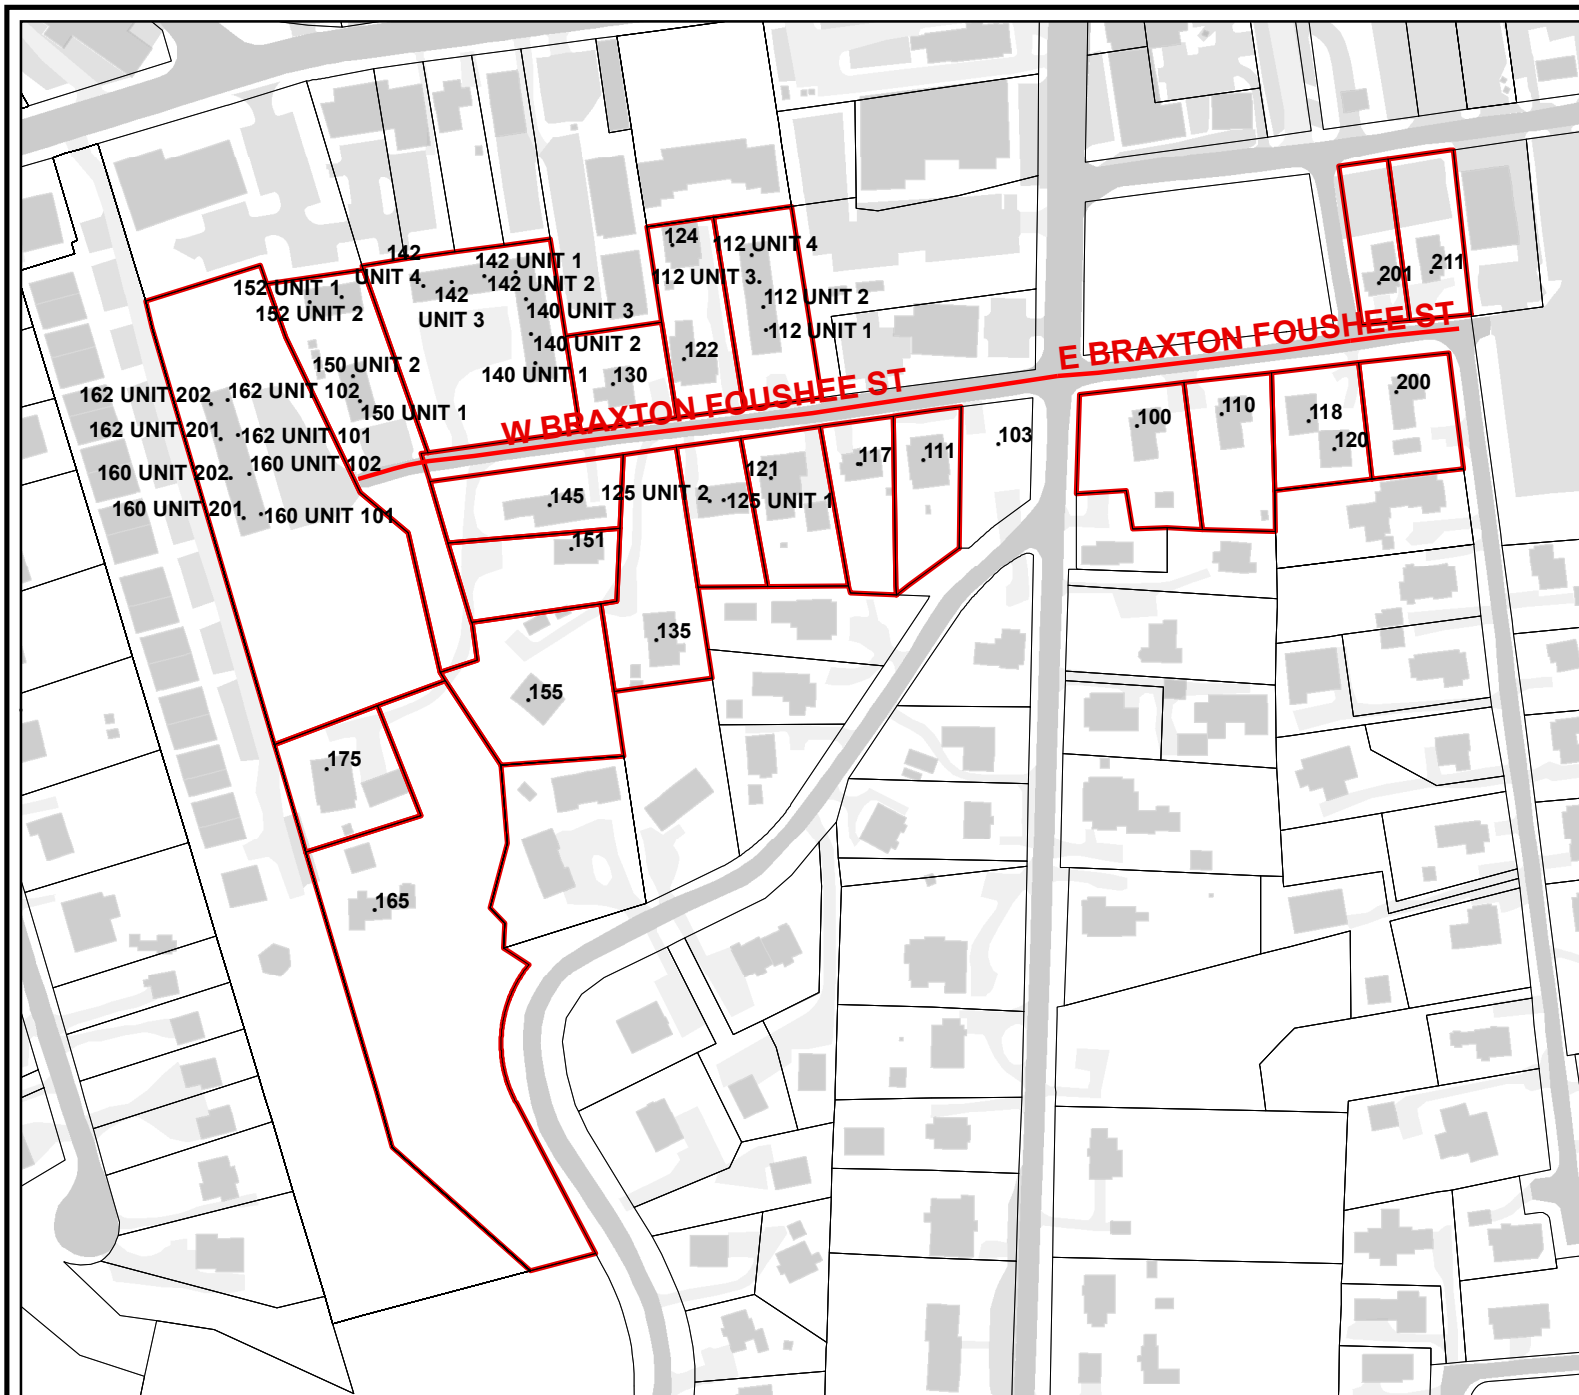 124
112 UNIT 4
142
UNIT 4
142 UNIT 1
201
211
152 UNIT 1
142 UNIT 2
112 UNIT 3
142
UNIT 3
112 UNIT 2
152 UNIT 2
140 UNIT 3
112 UNIT 1
E BRAXTON FOUSHEE ST
140 UNIT 2
122
150 UNIT 2
140 UNIT 1
130
200
162 UNIT 202
162 UNIT 102
W BRAXTON FOUSHEE ST
150 UNIT 1
100
110
118
162 UNIT 201
162 UNIT 101
103
120
160 UNIT 202
160 UNIT 102
121
117
111
145
125 UNIT 2
125 UNIT 1
160 UNIT 201
160 UNIT 101
151
135
155
175
165